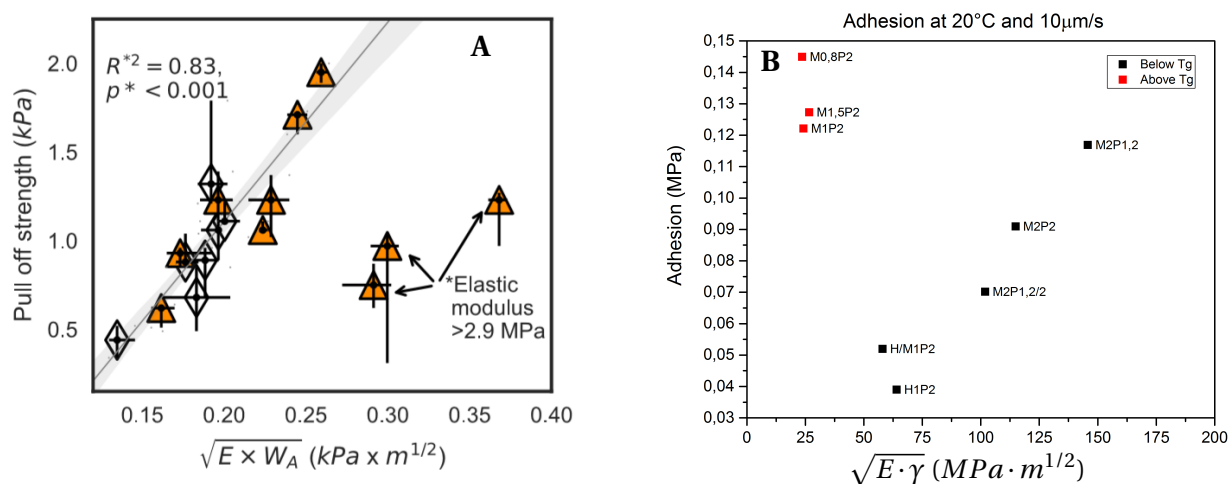 A
R*2 = 0.83,
p* < 0.001
Pull off strength (kPa)
2.0
1.5
1.0
0.5
*Elastic
modulus
>2.9 MPa
0.15 0.20 0.25 0.30 0.35 0.40
√E × W_A (kPa x m^1/2)
Adhesion at 20°C and 10μm/s
B
Below Tg
Above Tg
Adhesion (MPa)
0,15
0,14
0,13
0,12
0,10
0,09
0,08
0,07
0,05
0,04
0,03
M0,8P2
M1,5P2
M1P2
M2P1,2
M2P2
M2P1,2/2
H/M1P2
H1P2
0 25 50 75 100 125 150 175 200
√E · γ (MPa · m^1/2)